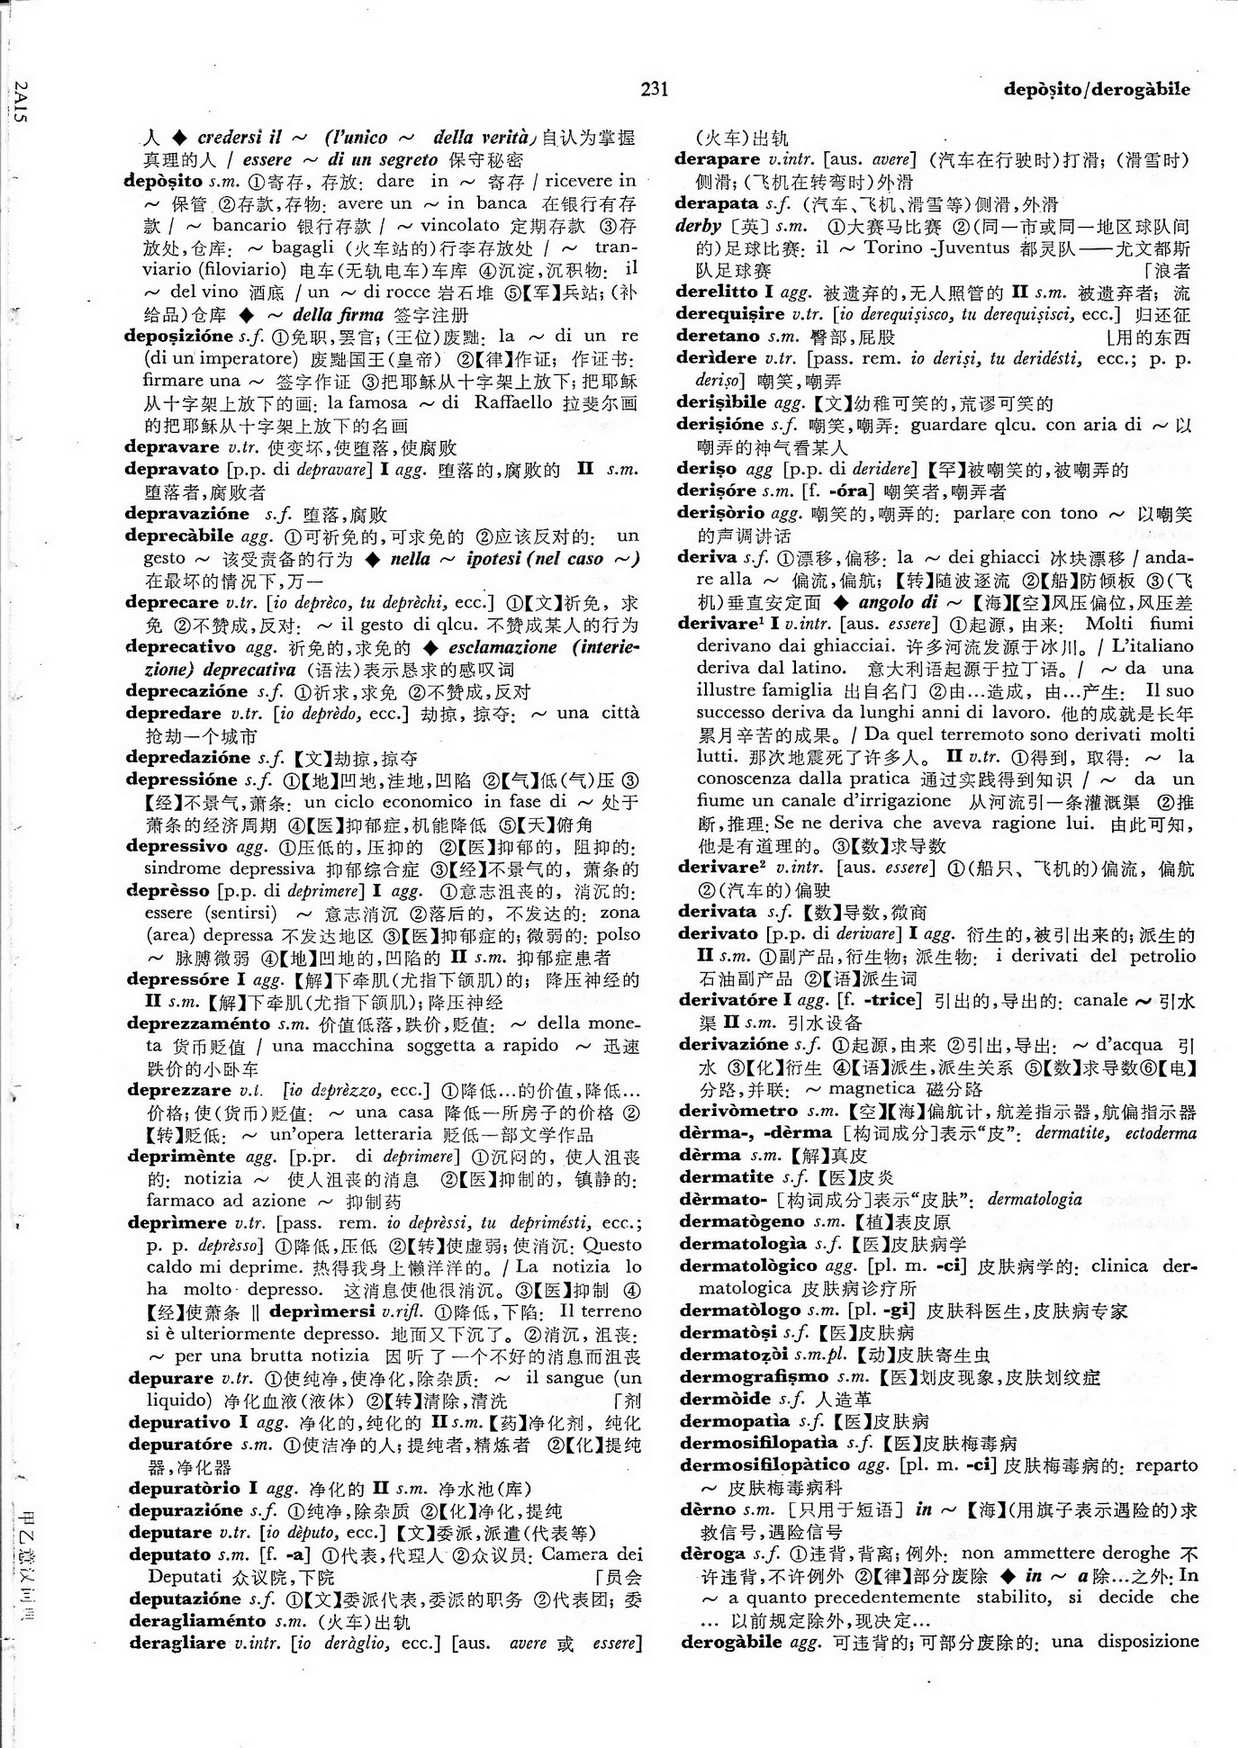 231
depòsito/derogàbile
2A15
人 ◆ credersi il ～ (l'unico ～ della verità) 自认为掌握
真理的人 / essere ～ di un segreto 保守秘密
depòṣito s.m. ①寄存, 存放: dare in ～ 寄存 / ricevere in
～ 保管 ②存款,存物: avere un ～ in banca 在银行有存
款 / ～ bancario 银行存款 / ～ vincolato 定期存款 ③存
放处,仓库: ～ bagagli (火车站的)行李存放处 / ～ tran-
viario (filoviario) 电车(无轨电车)车库 ④沉淀,沉积物: il
～ del vino 酒底 / un ～ di rocce 岩石堆 ⑤【军】兵站; (补
给品)仓库 ◆ ～ della firma 签字注册
depoṣizióne s.f. ①免职,罢官; (王位)废黜: la ～ di un re
(di un imperatore) 废黜国王(皇帝) ②【律】作证; 作证书:
firmare una ～ 签字作证 ③把耶稣从十字架上放下; 把耶稣
从十字架上放下的画: la famosa ～ di Raffaello 拉斐尔画
的把耶稣从十字架上放下的名画
depravare v.tr. 使变坏,使堕落,使腐败
depravato [p.p. di depravare] I agg. 堕落的,腐败的 II s.m.
堕落者,腐败者
depravazióne s.f. 堕落,腐败
deprecàbile agg. ①可祈免的,可求免的 ②应该反对的: un
gesto ～ 该受责备的行为 ◆ nella ～ ipotesi (nel caso ～)
在最坏的情况下,万一
deprecare v.tr. [io deprèco, tu deprèchi, ecc.] ①【文】祈免, 求
免 ②不赞成,反对: ～ il gesto di qlcu. 不赞成某人的行为
deprecativo agg. 祈免的,求免的 ◆ esclamazione (interie-
zione) deprecativa (语法)表示恳求的感叹词
deprecazióne s.f. ①祈求,求免 ②不赞成,反对
depredare v.tr. [io deprèdo, ecc.] 劫掠, 掠夺: ～ una città
抢劫一个城市
depredazióne s.f. 【文】劫掠,掠夺
depressióne s.f. ①【地】凹地,洼地,凹陷 ②【气】低(气)压 ③
【经】不景气,萧条: un ciclo economico in fase di ～ 处于
萧条的经济周期 ④【医】抑郁症,机能降低 ⑤【天】俯角
depressivo agg. ①压低的,压抑的 ②【医】抑郁的, 阻抑的:
sindrome depressiva 抑郁综合症 ③【经】不景气的, 萧条的
deprèsso [p.p. di deprimere] I agg. ①意志沮丧的, 消沉的:
essere (sentirsi) ～ 意志消沉 ②落后的, 不发达的: zona
(area) depressa 不发达地区 ③【医】抑郁症的; 微弱的: polso
～ 脉膊微弱 ④【地】凹地的,凹陷的 II s.m. 抑郁症患者
depressóre I agg. 【解】下牵肌(尤指下颌肌)的; 降压神经的
II s.m. 【解】下牵肌(尤指下颌肌); 降压神经
deprezzaménto s.m. 价值低落,跌价,贬值: ～ della mone-
ta 货币贬值 / una macchina soggetta a rapido ～ 迅速
跌价的小卧车
deprezzare v.t. [io deprèzzo, ecc.] ①降低…的价值,降低…
价格; 使(货币)贬值: ～ una casa 降低一所房子的价格 ②
【转】贬低: ～ un'opera letteraria 贬低一部文学作品
deprimènte agg. [p.pr. di deprimere] ①沉闷的, 使人沮丧
的: notizia ～ 使人沮丧的消息 ②【医】抑制的, 镇静的:
farmaco ad azione ～ 抑制药
deprìmere v.tr. [pass. rem. io deprèssi, tu deprimésti, ecc.;
p. p. deprèsso] ①降低,压低 ②【转】使虚弱; 使消沉: Questo
caldo mi deprime. 热得我身上懒洋洋的。/ La notizia lo
ha molto depresso. 这消息使他很消沉。③【医】抑制 ④
【经】使萧条 ‖ deprìmersi v.rifl. ①降低,下陷: Il terreno
si è ulteriormente depresso. 地面又下沉了。②消沉, 沮丧:
～ per una brutta notizia 因听了一个不好的消息而沮丧
depurare v.tr. ①使纯净,使净化,除杂质: ～ il sangue (un
liquido) 净化血液(液体) ②【转】清除,清洗 「剂
depurativo I agg. 净化的,纯化的 II s.m. 【药】净化剂, 纯化
depuratóre s.m. ①使洁净的人; 提纯者,精炼者 ②【化】提纯
器,净化器
depuratòrio I agg. 净化的 II s.m. 净水池(库)
depurazióne s.f. ①纯净,除杂质 ②【化】净化,提纯
deputare v.tr. [io dèputo, ecc.] 【文】委派,派遣(代表等)
deputato s.m. [f. -a] ①代表,代理人 ②众议员: Camera dei
Deputati 众议院,下院 「员会
deputazióne s.f. ①【文】委派代表,委派的职务 ②代表团; 委
deragliaménto s.m. (火车)出轨
deragliare v.intr. [io deràglio, ecc.] [aus. avere 或 essere]
(火车)出轨
derapare v.intr. [aus. avere] (汽车在行驶时)打滑; (滑雪时)
侧滑; (飞机在转弯时)外滑
derapata s.f. (汽车、飞机、滑雪等)侧滑,外滑
derby [英] s.m. ①大赛马比赛 ②(同一市或同一地区球队间
的)足球比赛: il ～ Torino -Juventus 都灵队——尤文都斯
队足球赛 「浪者
derelitto I agg. 被遗弃的,无人照管的 II s.m. 被遗弃者; 流
derequiṣire v.tr. [io derequiṣisco, tu derequiṣisci, ecc.] 归还征
deretano s.m. 臀部,屁股 ⌊用的东西
derìdere v.tr. [pass. rem. io deriṣi, tu deridésti, ecc.; p. p.
deriṣo] 嘲笑,嘲弄
deriṣìbile agg. 【文】幼稚可笑的,荒谬可笑的
deriṣióne s.f. 嘲笑,嘲弄: guardare qlcu. con aria di ～ 以
嘲弄的神气看某人
deriṣo agg [p.p. di deridere] 【罕】被嘲笑的,被嘲弄的
deriṣóre s.m. [f. -óra] 嘲笑者,嘲弄者
deriṣòrio agg. 嘲笑的,嘲弄的: parlare con tono ～ 以嘲笑
的声调讲话
deriva s.f. ①漂移,偏移: la ～ dei ghiacci 冰块漂移 / anda-
re alla ～ 偏流,偏航; 【转】随波逐流 ②【船】防倾板 ③(飞
机)垂直安定面 ◆ angolo di ～ 【海】【空】风压偏位,风压差
derivare¹ I v.intr. [aus. essere] ①起源, 由来: Molti fiumi
derivano dai ghiacciai. 许多河流发源于冰川。/ L'italiano
deriva dal latino. 意大利语起源于拉丁语。/ ～ da una
illustre famiglia 出自名门 ②由…造成, 由…产生: Il suo
successo deriva da lunghi anni di lavoro. 他的成就是长年
累月辛苦的成果。/ Da quel terremoto sono derivati molti
lutti. 那次地震死了许多人。 II v.tr. ①得到, 取得: ～ la
conoscenza dalla pratica 通过实践得到知识 / ～ da un
fiume un canale d'irrigazione 从河流引一条灌溉渠 ②推
断,推理: Se ne deriva che aveva ragione lui. 由此可知,
他是有道理的。③【数】求导数
derivare² v.intr. [aus. essere] ①(船只、飞机的)偏流, 偏航
②(汽车的)偏驶
derivata s.f. 【数】导数,微商
derivato [p.p. di derivare] I agg. 衍生的,被引出来的; 派生的
II s.m. ①副产品,衍生物; 派生物: i derivati del petrolio
石油副产品 ②【语】派生词
derivatóre I agg. [f. -trice] 引出的,导出的: canale ～ 引水
渠 II s.m. 引水设备
derivazióne s.f. ①起源,由来 ②引出,导出: ～ d'acqua 引
水 ③【化】衍生 ④【语】派生,派生关系 ⑤【数】求导数⑥【电】
分路,并联: ～ magnetica 磁分路
derivòmetro s.m. 【空】【海】偏航计,航差指示器,航偏指示器
dèrma-, -dèrma [构词成分]表示“皮”: dermatite, ectoderma
dèrma s.m. 【解】真皮
dermatite s.f. 【医】皮炎
dèrmato- [构词成分]表示“皮肤”: dermatologia
dermatògeno s.m. 【植】表皮原
dermatologìa s.f. 【医】皮肤病学
dermatològico agg. [pl. m. -ci] 皮肤病学的: clinica der-
matologica 皮肤病诊疗所
dermatòlogo s.m. [pl. -gi] 皮肤科医生,皮肤病专家
dermatòṣi s.f. 【医】皮肤病
dermatoẓòi s.m.pl. 【动】皮肤寄生虫
dermografiṣmo s.m. 【医】划皮现象,皮肤划纹症
dermòide s.f. 人造革
dermopatìa s.f. 【医】皮肤病
dermosifilopatìa s.f. 【医】皮肤梅毒病
dermosifilopàtico agg. [pl. m. -ci] 皮肤梅毒病的: reparto
～ 皮肤梅毒病科
dèrno s.m. [只用于短语] in ～ 【海】(用旗子表示遇险的)求
救信号,遇险信号
dèroga s.f. ①违背,背离; 例外: non ammettere deroghe 不
许违背,不许例外 ②【律】部分废除 ◆ in ～ a 除…之外: In
～ a quanto precedentemente stabilito, si decide che
… 以前规定除外,现决定…
derogàbile agg. 可违背的; 可部分废除的: una disposizione